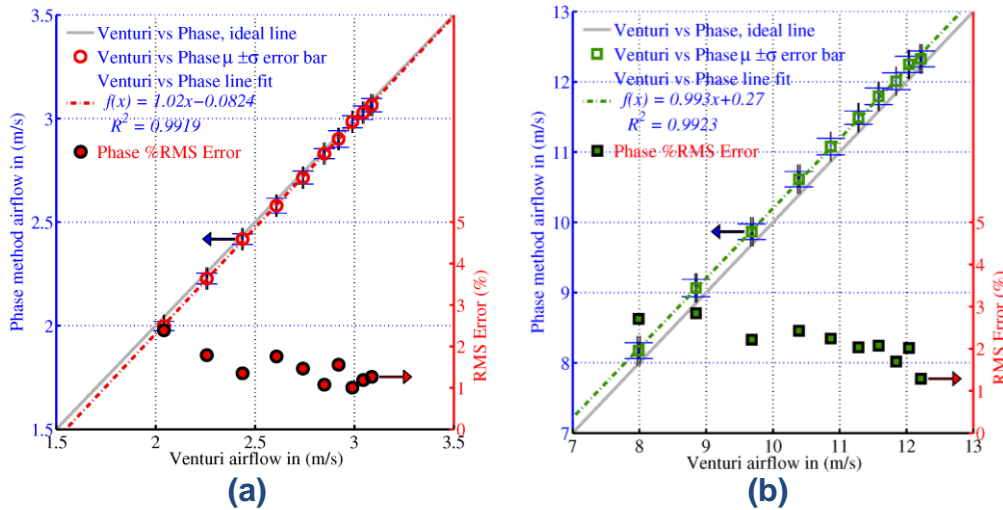 3.5
3
2.5
2
1.5
Phase method airflow in (m/s)
Venturi vs Phase, ideal line
Venturi vs Phase μ ±σ error bar
Venturi vs Phase line fit
f(x) = 1.02x−0.0824
R² = 0.9919
Phase %RMS Error
5
4
3
2
1
0
RMS Error (%)
1.5 2 2.5 3 3.5
Venturi airflow in (m/s)
(a)
13
12
11
10
9
8
7
Phase method airflow in (m/s)
Venturi vs Phase, ideal line
Venturi vs Phase μ ±σ error bar
Venturi vs Phase line fit
f(x) = 0.993x+0.27
R² = 0.9923
Phase %RMS Error
5
4
3
2
1
0
RMS Error (%)
7 8 9 10 11 12 13
Venturi airflow in (m/s)
(b)